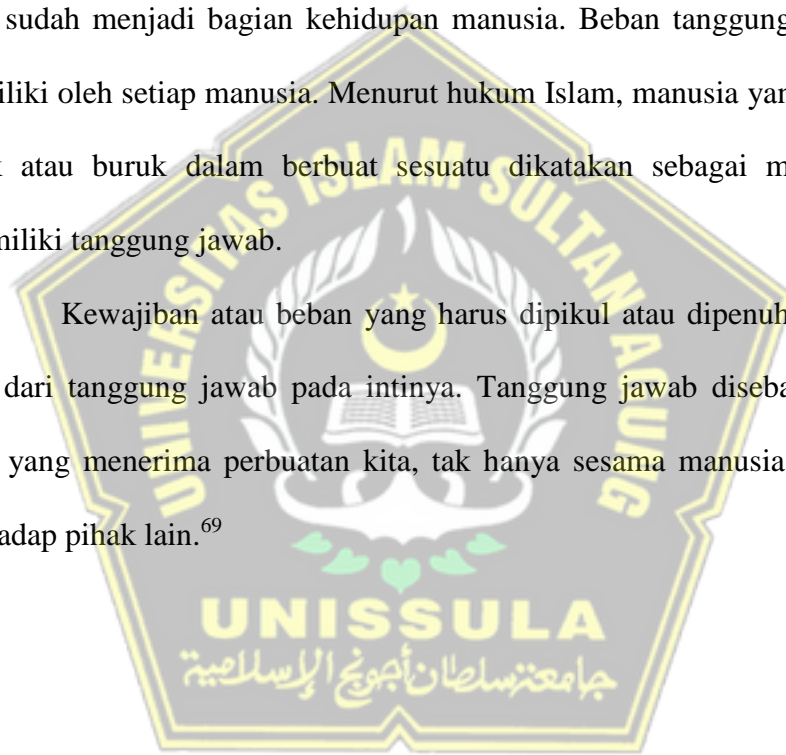 sudah menjadi bagian kehidupan manusia. Beban tanggung
iliki oleh setiap manusia. Menurut hukum Islam, manusia yan
atau buruk dalam berbuat sesuatu dikatakan sebagai m
niliki tanggung jawab.
Kewajiban atau beban yang harus dipikul atau dipenuh
dari tanggung jawab pada intinya. Tanggung jawab diseba
yang menerima perbuatan kita, tak hanya sesama manusia
adap pihak lain.69
UNIVERSITAS ISLAM SULTAN AGUNG
UNISSULA
جامعة سلطان أجونج الإسلامية